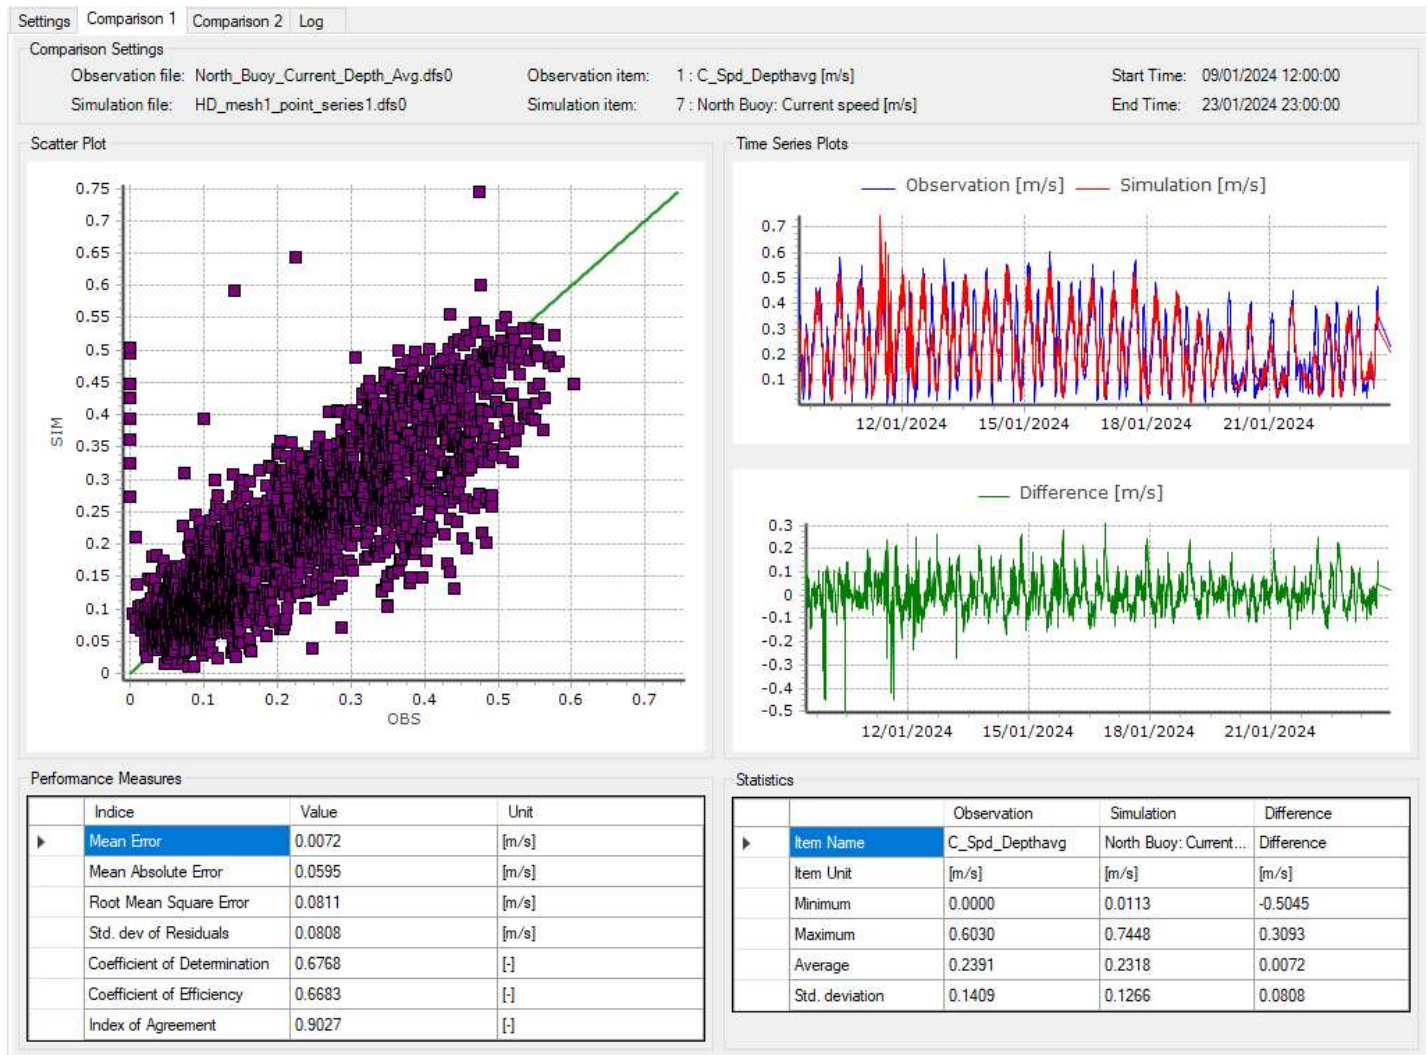 Settings Comparison 1 Comparison 2 Log
Comparison Settings
Observation file: North_Buoy_Current_Depth_Avg.dfs0 Observation item: 1 : C_Spd_Depthavg [m/s] Start Time: 09/01/2024 12:00:00
Simulation file: HD_mesh1_point_series1.dfs0 Simulation item: 7 : North Buoy: Current speed [m/s] End Time: 23/01/2024 23:00:00
Scatter Plot
0.75
0.7
0.65
0.6
0.55
0.5
0.45
0.4
0.35
0.3
0.25
0.2
0.15
0.1
0.05
0
SIM
0 0.1 0.2 0.3 0.4 0.5 0.6 0.7
OBS
Time Series Plots
Observation [m/s] Simulation [m/s]
0.7
0.6
0.5
0.4
0.3
0.2
0.1
12/01/2024 15/01/2024 18/01/2024 21/01/2024
Difference [m/s]
0.3
0.2
0.1
0
-0.1
-0.2
-0.3
-0.4
-0.5
12/01/2024 15/01/2024 18/01/2024 21/01/2024
Performance Measures
Indice Value Unit
Mean Error 0.0072 [m/s]
Mean Absolute Error 0.0595 [m/s]
Root Mean Square Error 0.0811 [m/s]
Std. dev of Residuals 0.0808 [m/s]
Coefficient of Determination 0.6768 [-]
Coefficient of Efficiency 0.6683 [-]
Index of Agreement 0.9027 [-]
Statistics
Observation Simulation Difference
Item Name C_Spd_Depthavg North Buoy: Current... Difference
Item Unit [m/s] [m/s] [m/s]
Minimum 0.0000 0.0113 -0.5045
Maximum 0.6030 0.7448 0.3093
Average 0.2391 0.2318 0.0072
Std. deviation 0.1409 0.1266 0.0808